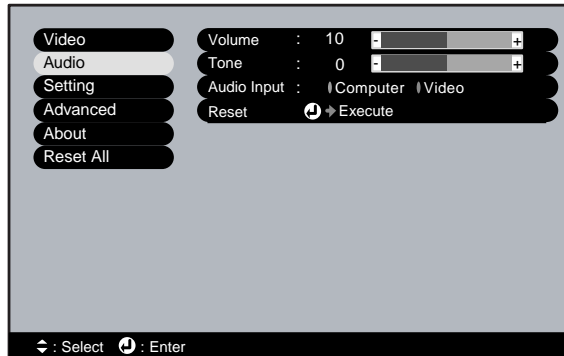 Video
Audio
Setting
Advanced
About
Reset All
Volume : 10 - +
Tone : 0 - +
Audio Input : Computer Video
Reset Execute
: Select : Enter